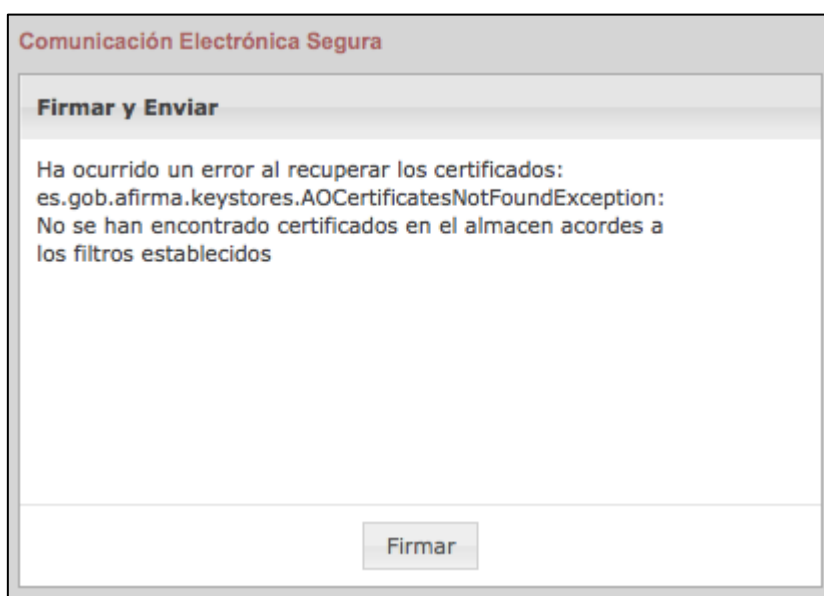 Comunicación Electrónica Segura
Firmar y Enviar
Ha ocurrido un error al recuperar los certificados:
es.gob.afirma.keystores.AOCertificatesNotFoundException:
No se han encontrado certificados en el almacen acordes a
los filtros establecidos
Firmar